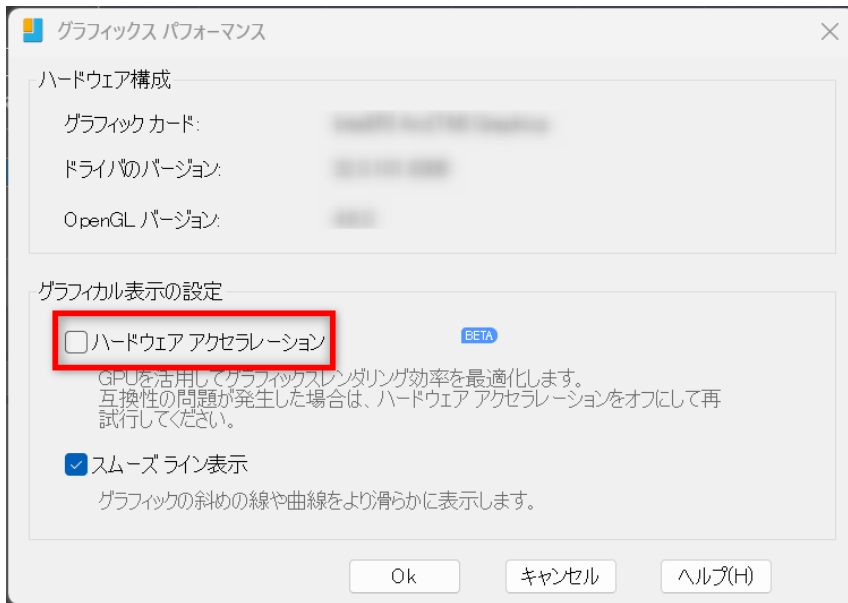 グラフィックス パフォーマンス
ハードウェア構成
グラフィック カード:
ドライバのバージョン:
OpenGL バージョン:
グラフィカル表示の設定
ハードウェア アクセラレーション BETA
GPUを活用してグラフィックスレンダリング効率を最適化します。
互換性の問題が発生した場合は、ハードウェア アクセラレーションをオフにして再
試行してください。
スムーズ ライン表示
グラフィックの斜めの線や曲線をより滑らかに表示します。
Ok キャンセル ヘルプ(H)